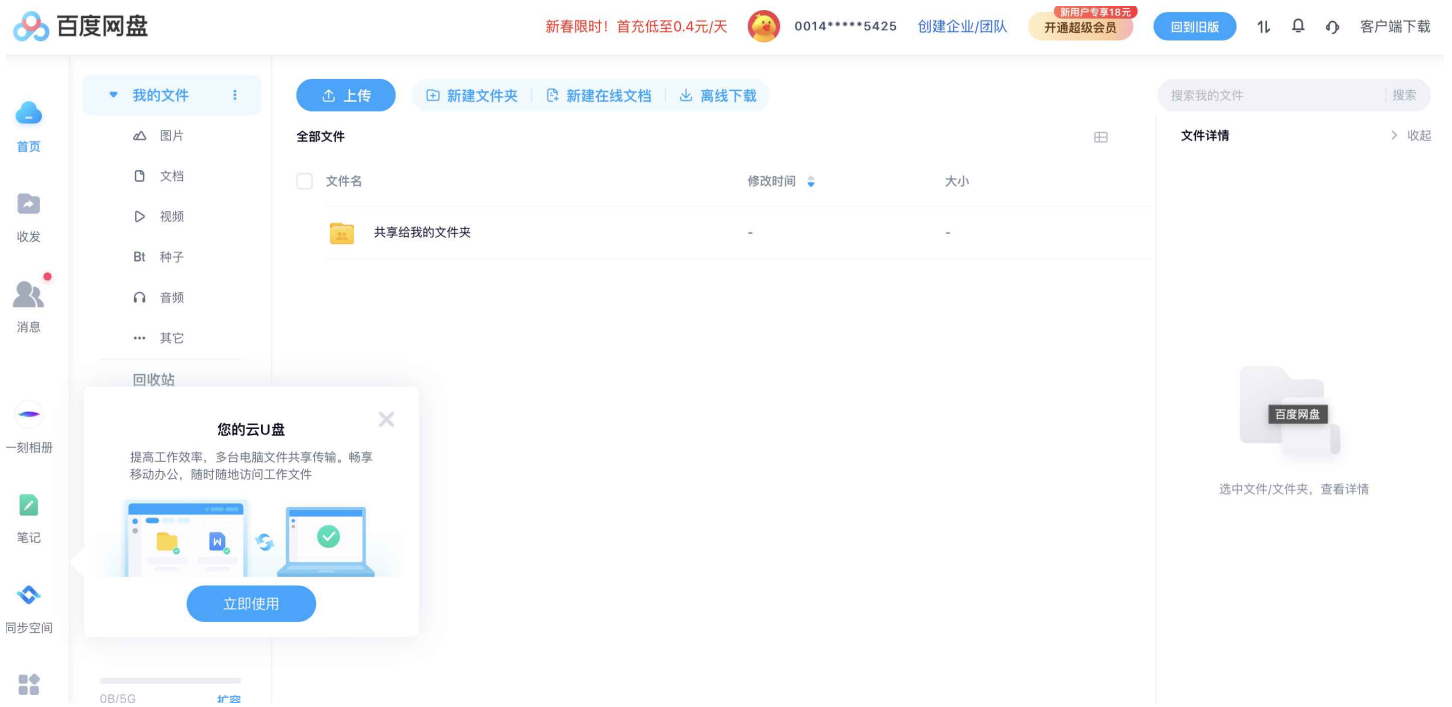 百度网盘
新春限时！首充低至0.4元/天
0014*****5425
创建企业/团队
新用户专享18元
开通超级会员
回到旧版
客户端下载
首页
收发
消息
一刻相册
笔记
同步空间
我的文件
图片
文档
视频
Bt 种子
音频
其它
回收站
您的云U盘
提高工作效率，多台电脑文件共享传输。畅享
移动办公，随时随地访问工作文件
W
立即使用
0B/5G
扩容
上传
新建文件夹
新建在线文档
离线下载
搜索我的文件
搜索
全部文件
文件名
修改时间
大小
共享给我的文件夹
-
-
文件详情
收起
百度网盘
选中文件/文件夹，查看详情